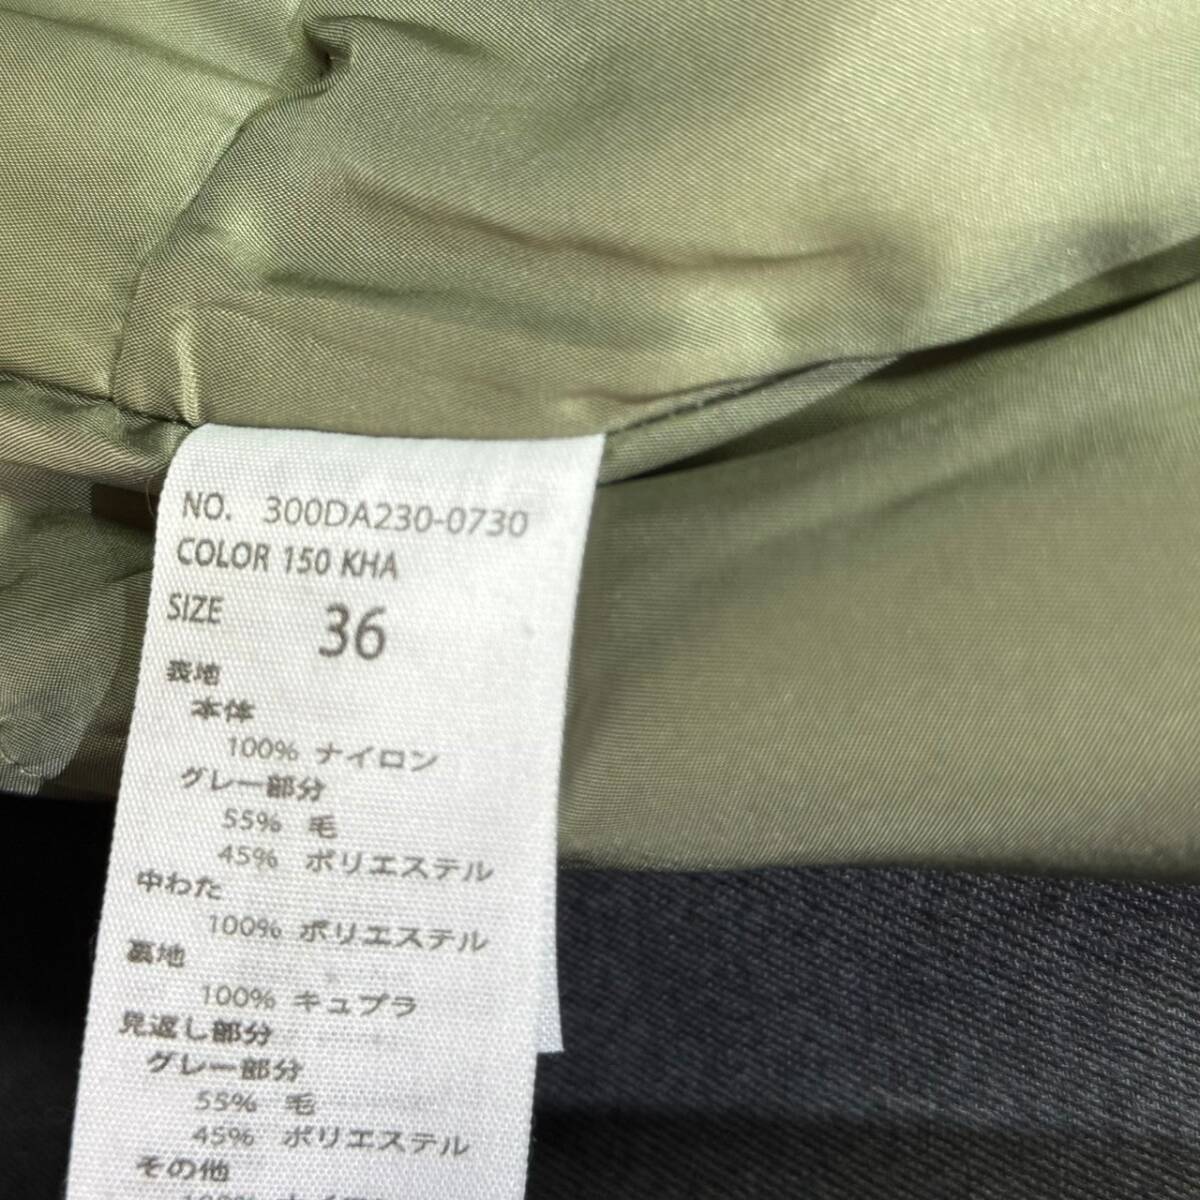 NO. 300DA230-0730
COLOR 150 KHA
SIZE 36
表地
本体
100% ナイロン
グレー部分
55% 毛
45% ポリエステル
中わた
100% ポリエステル
裏地
100% キュプラ
見返し部分
グレー部分
55% 毛
45% ポリエステル
その他